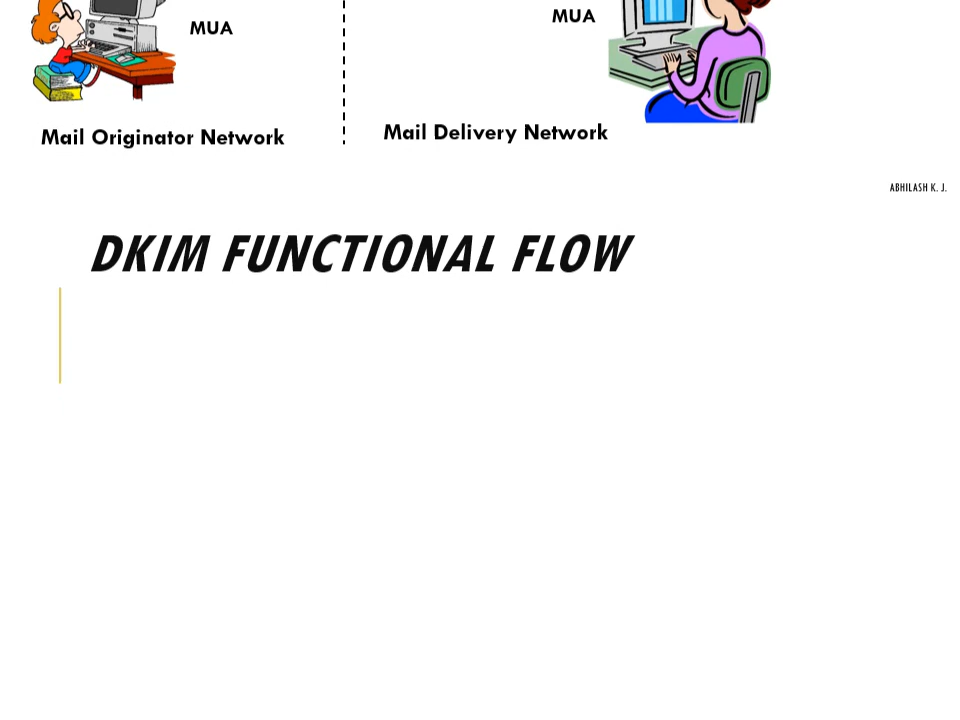 MUA
MUA
Mail Originator Network
Mail Delivery Network
ABHILASH K. J.
DKIM FUNCTIONAL FLOW